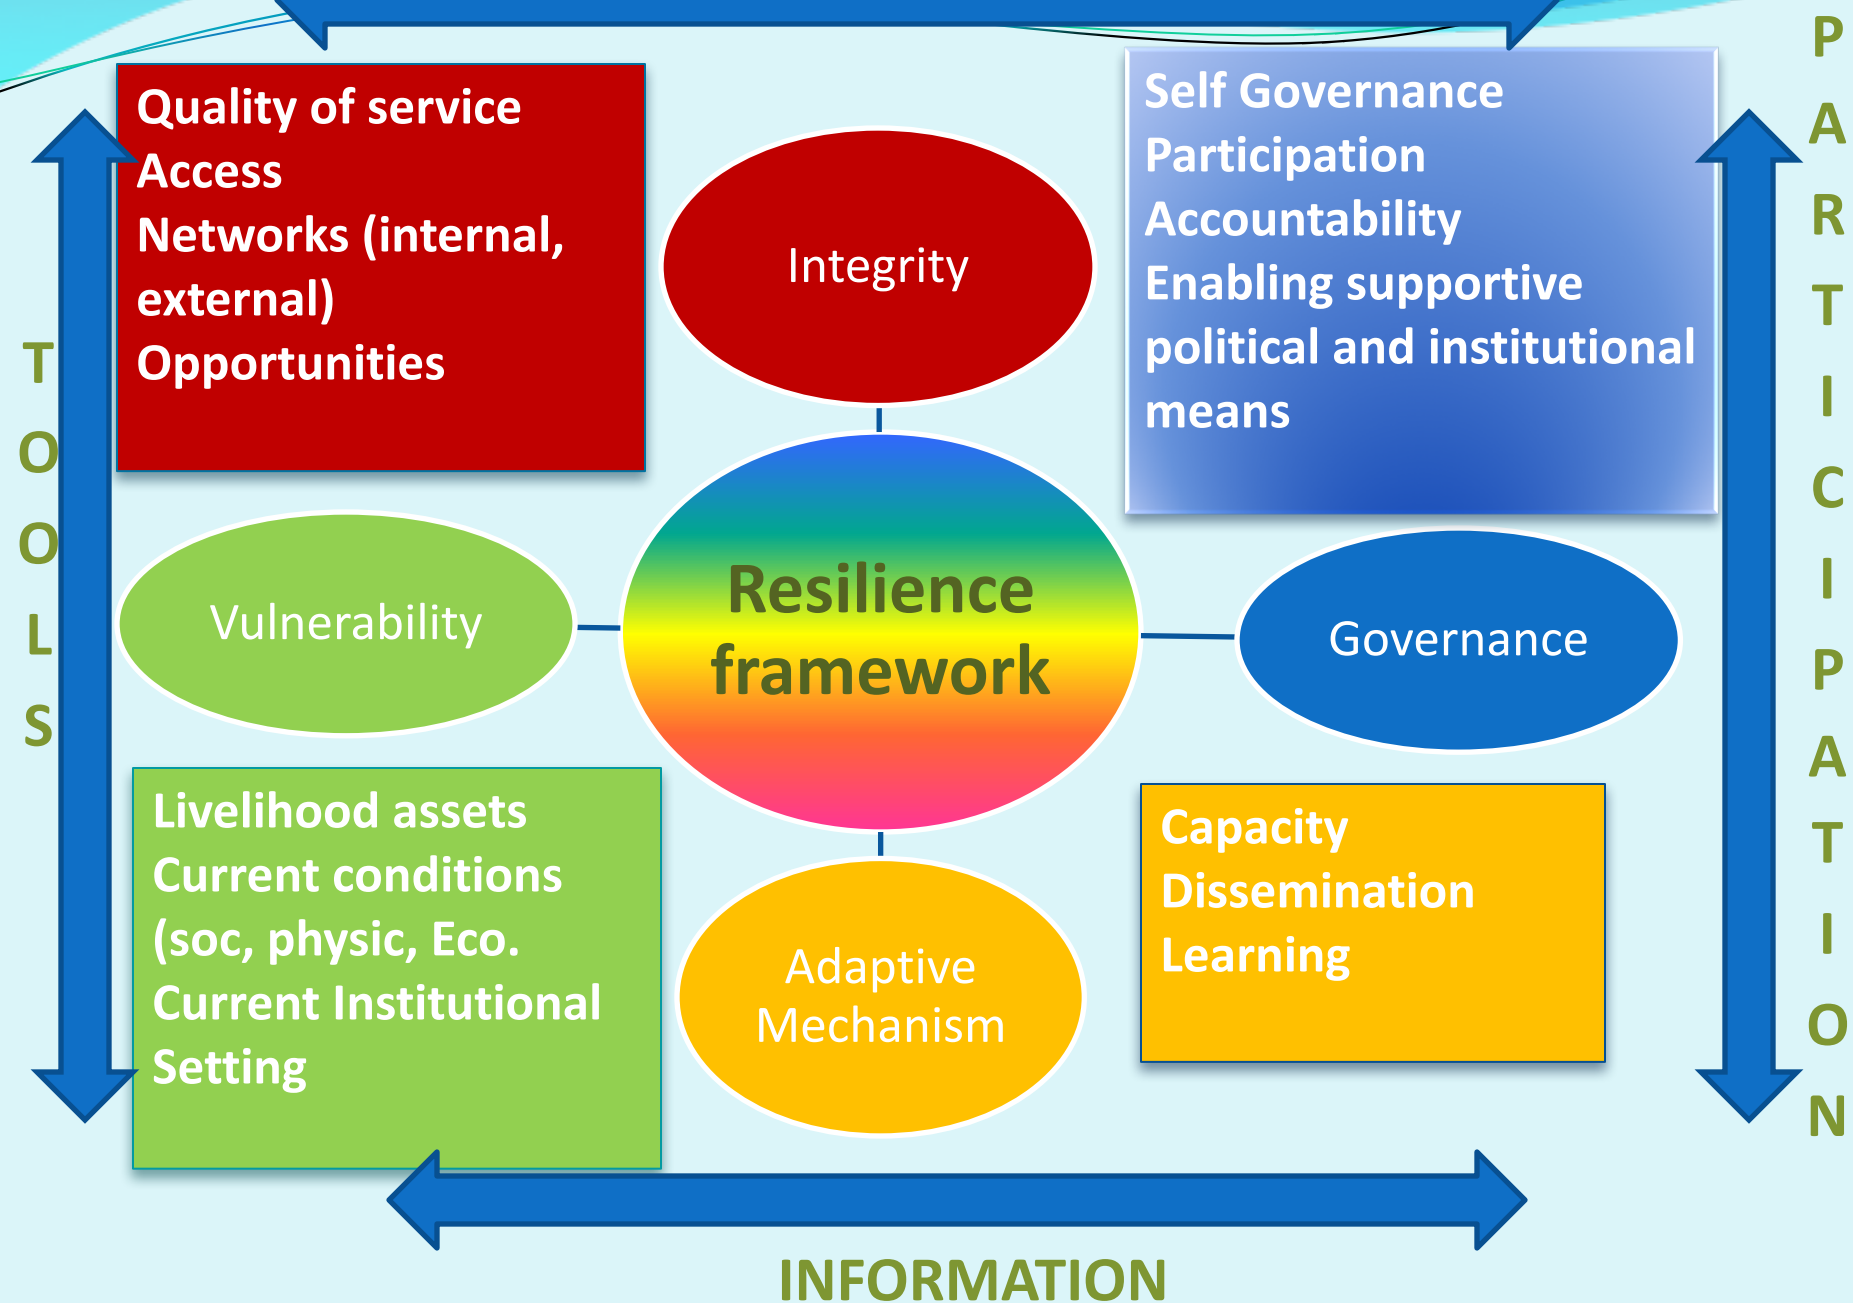 Quality of service
Access
Networks (internal,
external)
Opportunities
Integrity
Self Governance
Participation
Accountability
Enabling supportive
political and institutional
means
TOOLS
Vulnerability
Resilience
framework
Governance
PARTICIPATION
Livelihood assets
Current conditions
(soc, physic, Eco.
Current Institutional
Setting
Adaptive
Mechanism
Capacity
Dissemination
Learning
INFORMATION